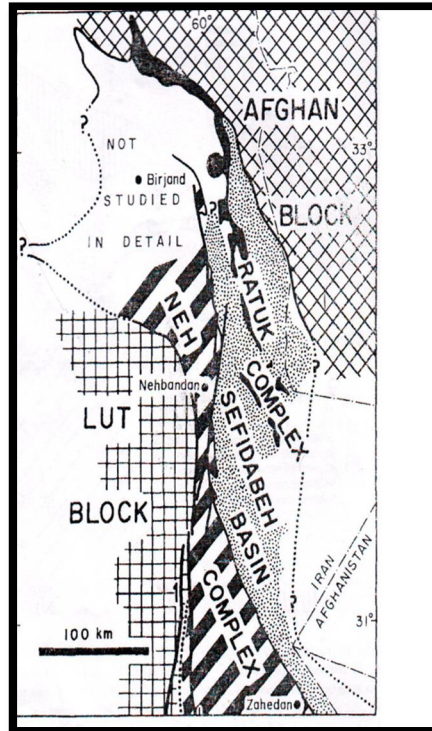 60°
AFGHAN
BLOCK
33°
?
NOT
Birjand
STUDIED
?
IN DETAIL
?
RATUK
COMPLEX
NEH
COMPLEX
?
Nehbandan
LUT
BLOCK
SEFIDABEH
BASIN
IRAN
AFGHANISTAN
?
31°
100 km
Zahedan